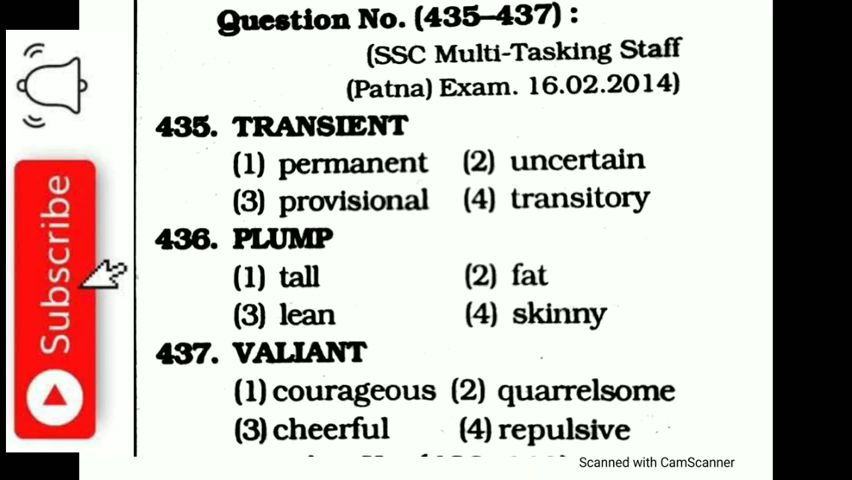 Question No. (435–437) :
(SSC Multi-Tasking Staff
(Patna) Exam. 16.02.2014)
435. TRANSIENT
(1) permanent (2) uncertain
(3) provisional (4) transitory
436. PLUMP
(1) tall (2) fat
(3) lean (4) skinny
437. VALIANT
(1) courageous (2) quarrelsome
(3) cheerful (4) repulsive
Scanned with CamScanner
Subscribe